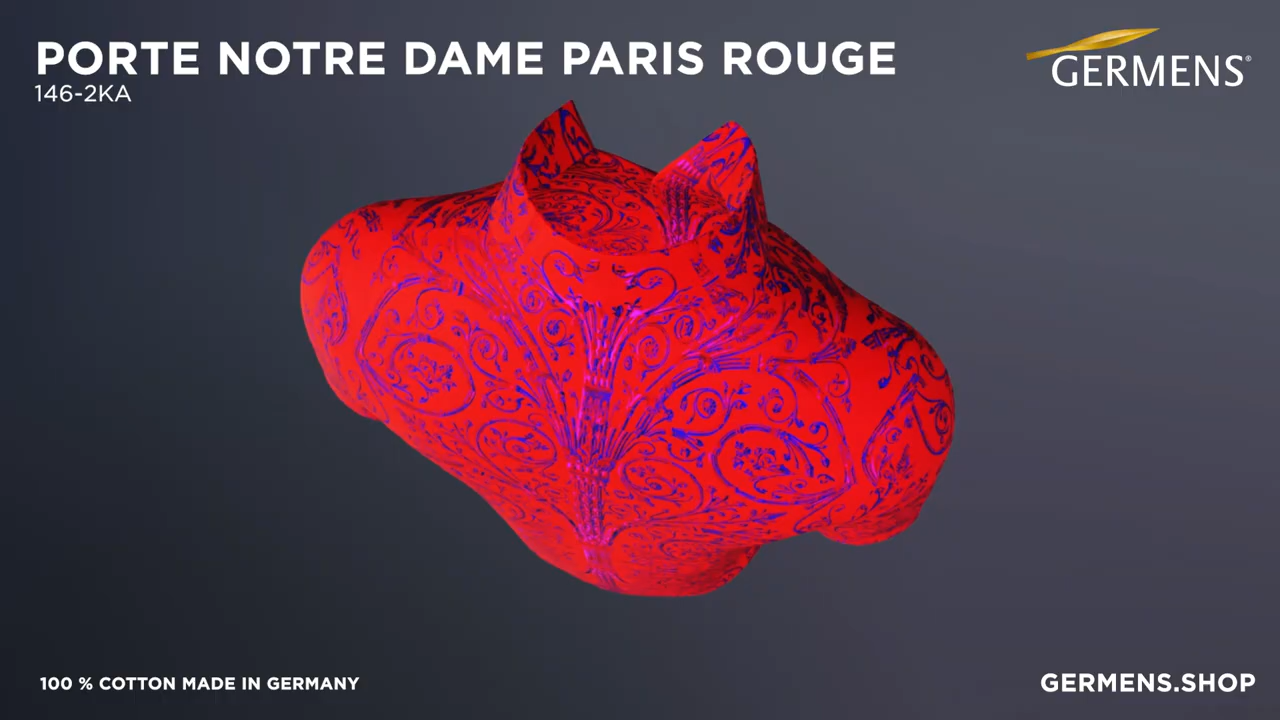 PORTE NOTRE DAME PARIS ROUGE
146-2KA
GERMENS®
100 % COTTON MADE IN GERMANY
GERMENS.SHOP